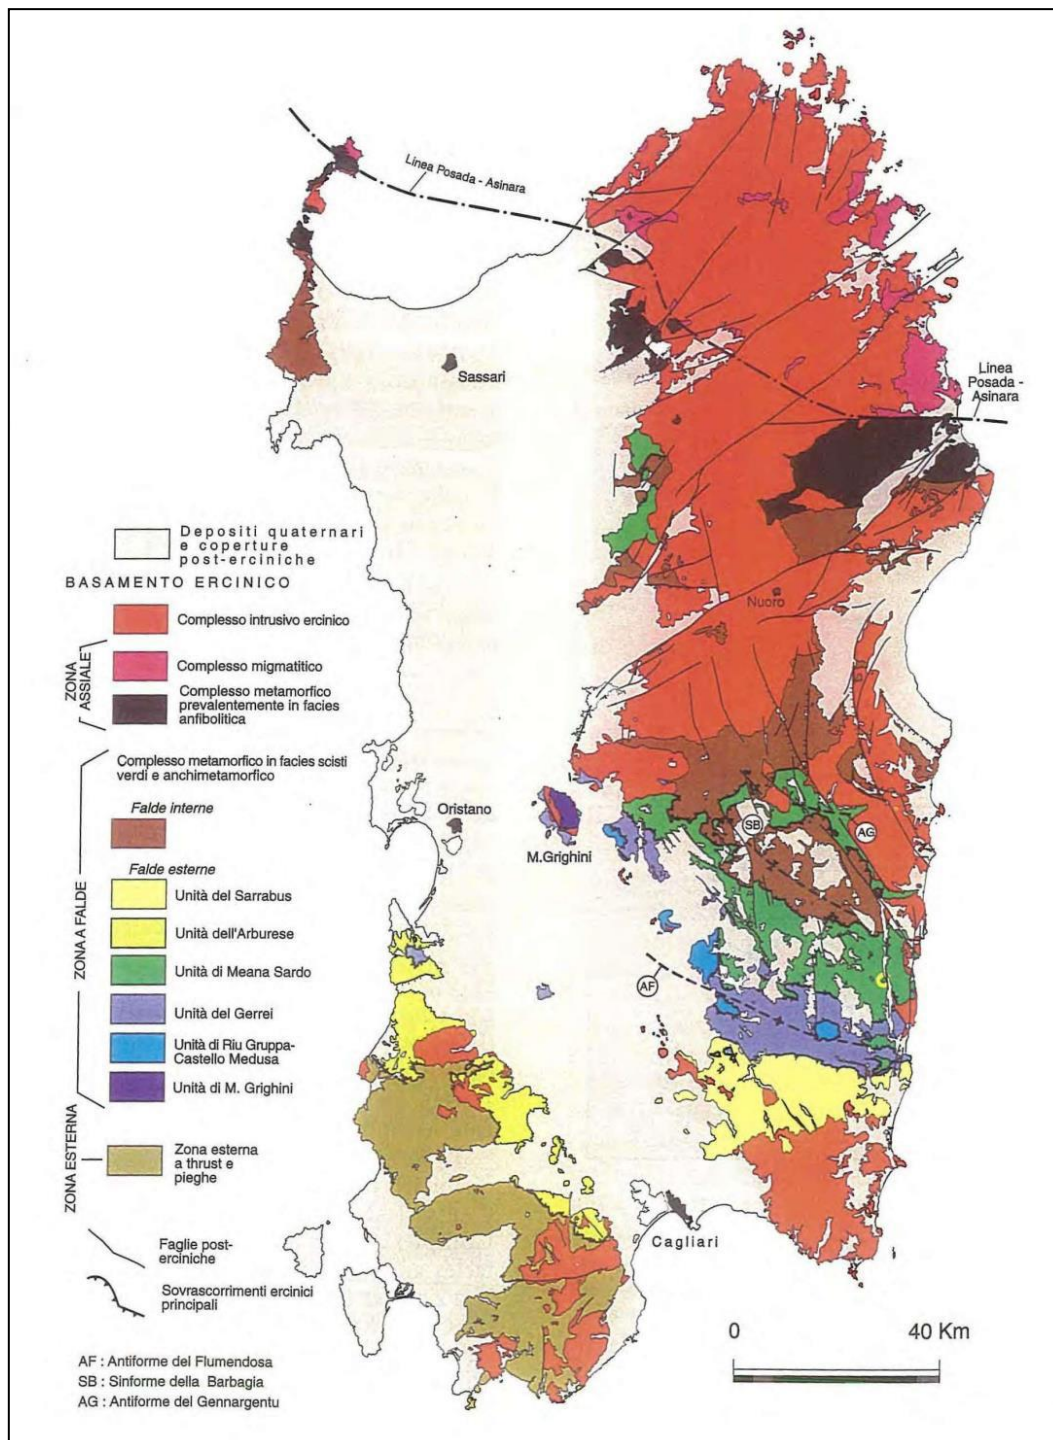 Linea Posada - Asinara
Linea
Posada -
Asinara
Sassari
Depositi quaternari
e coperture
post-erciniche
BASAMENTO ERCINICO
Complesso intrusivo ercinico
ZONA
ASSIALE
Complesso migmatitico
Complesso metamorfico
prevalentemente in facies
anfibolitica
Nuoro
ZONA A FALDE
Complesso metamorfico in facies scisti
verdi e anchimetamorfico
Falde interne
Falde esterne
Unità del Sarrabus
Unità dell'Arburese
Unità di Meana Sardo
Unità del Gerrei
Unità di Riu Gruppa-
Castello Medusa
Unità di M. Grighini
Oristano
M.Grighini
SB
AG
AF
ZONA ESTERNA
Zona esterna
a thrust e
pieghe
Faglie post-
erciniche
Sovrascorrimenti ercinici
principali
Cagliari
0 40 Km
AF : Antiforme del Flumendosa
SB : Sinforme della Barbagia
AG : Antiforme del Gennargentu